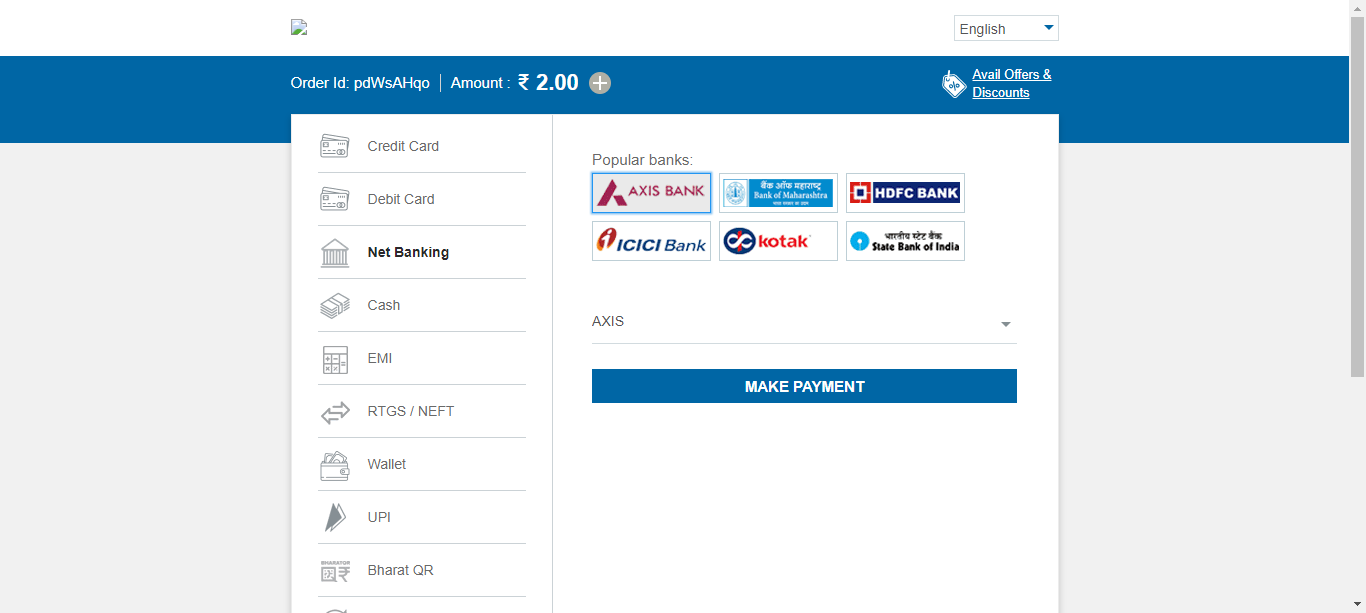 English
Order Id: pdWsAHqo
Amount : ₹ 2.00
Avail Offers &
Discounts
Credit Card
Debit Card
Net Banking
Cash
EMI
RTGS / NEFT
Wallet
UPI
BHARATQR
Bharat QR
Popular banks:
AXIS BANK
बैंक ऑफ महाराष्ट्र
Bank of Maharashtra
HDFC BANK
ICICI Bank
kotak
भारतीय स्टेट बैंक
State Bank of India
AXIS
MAKE PAYMENT